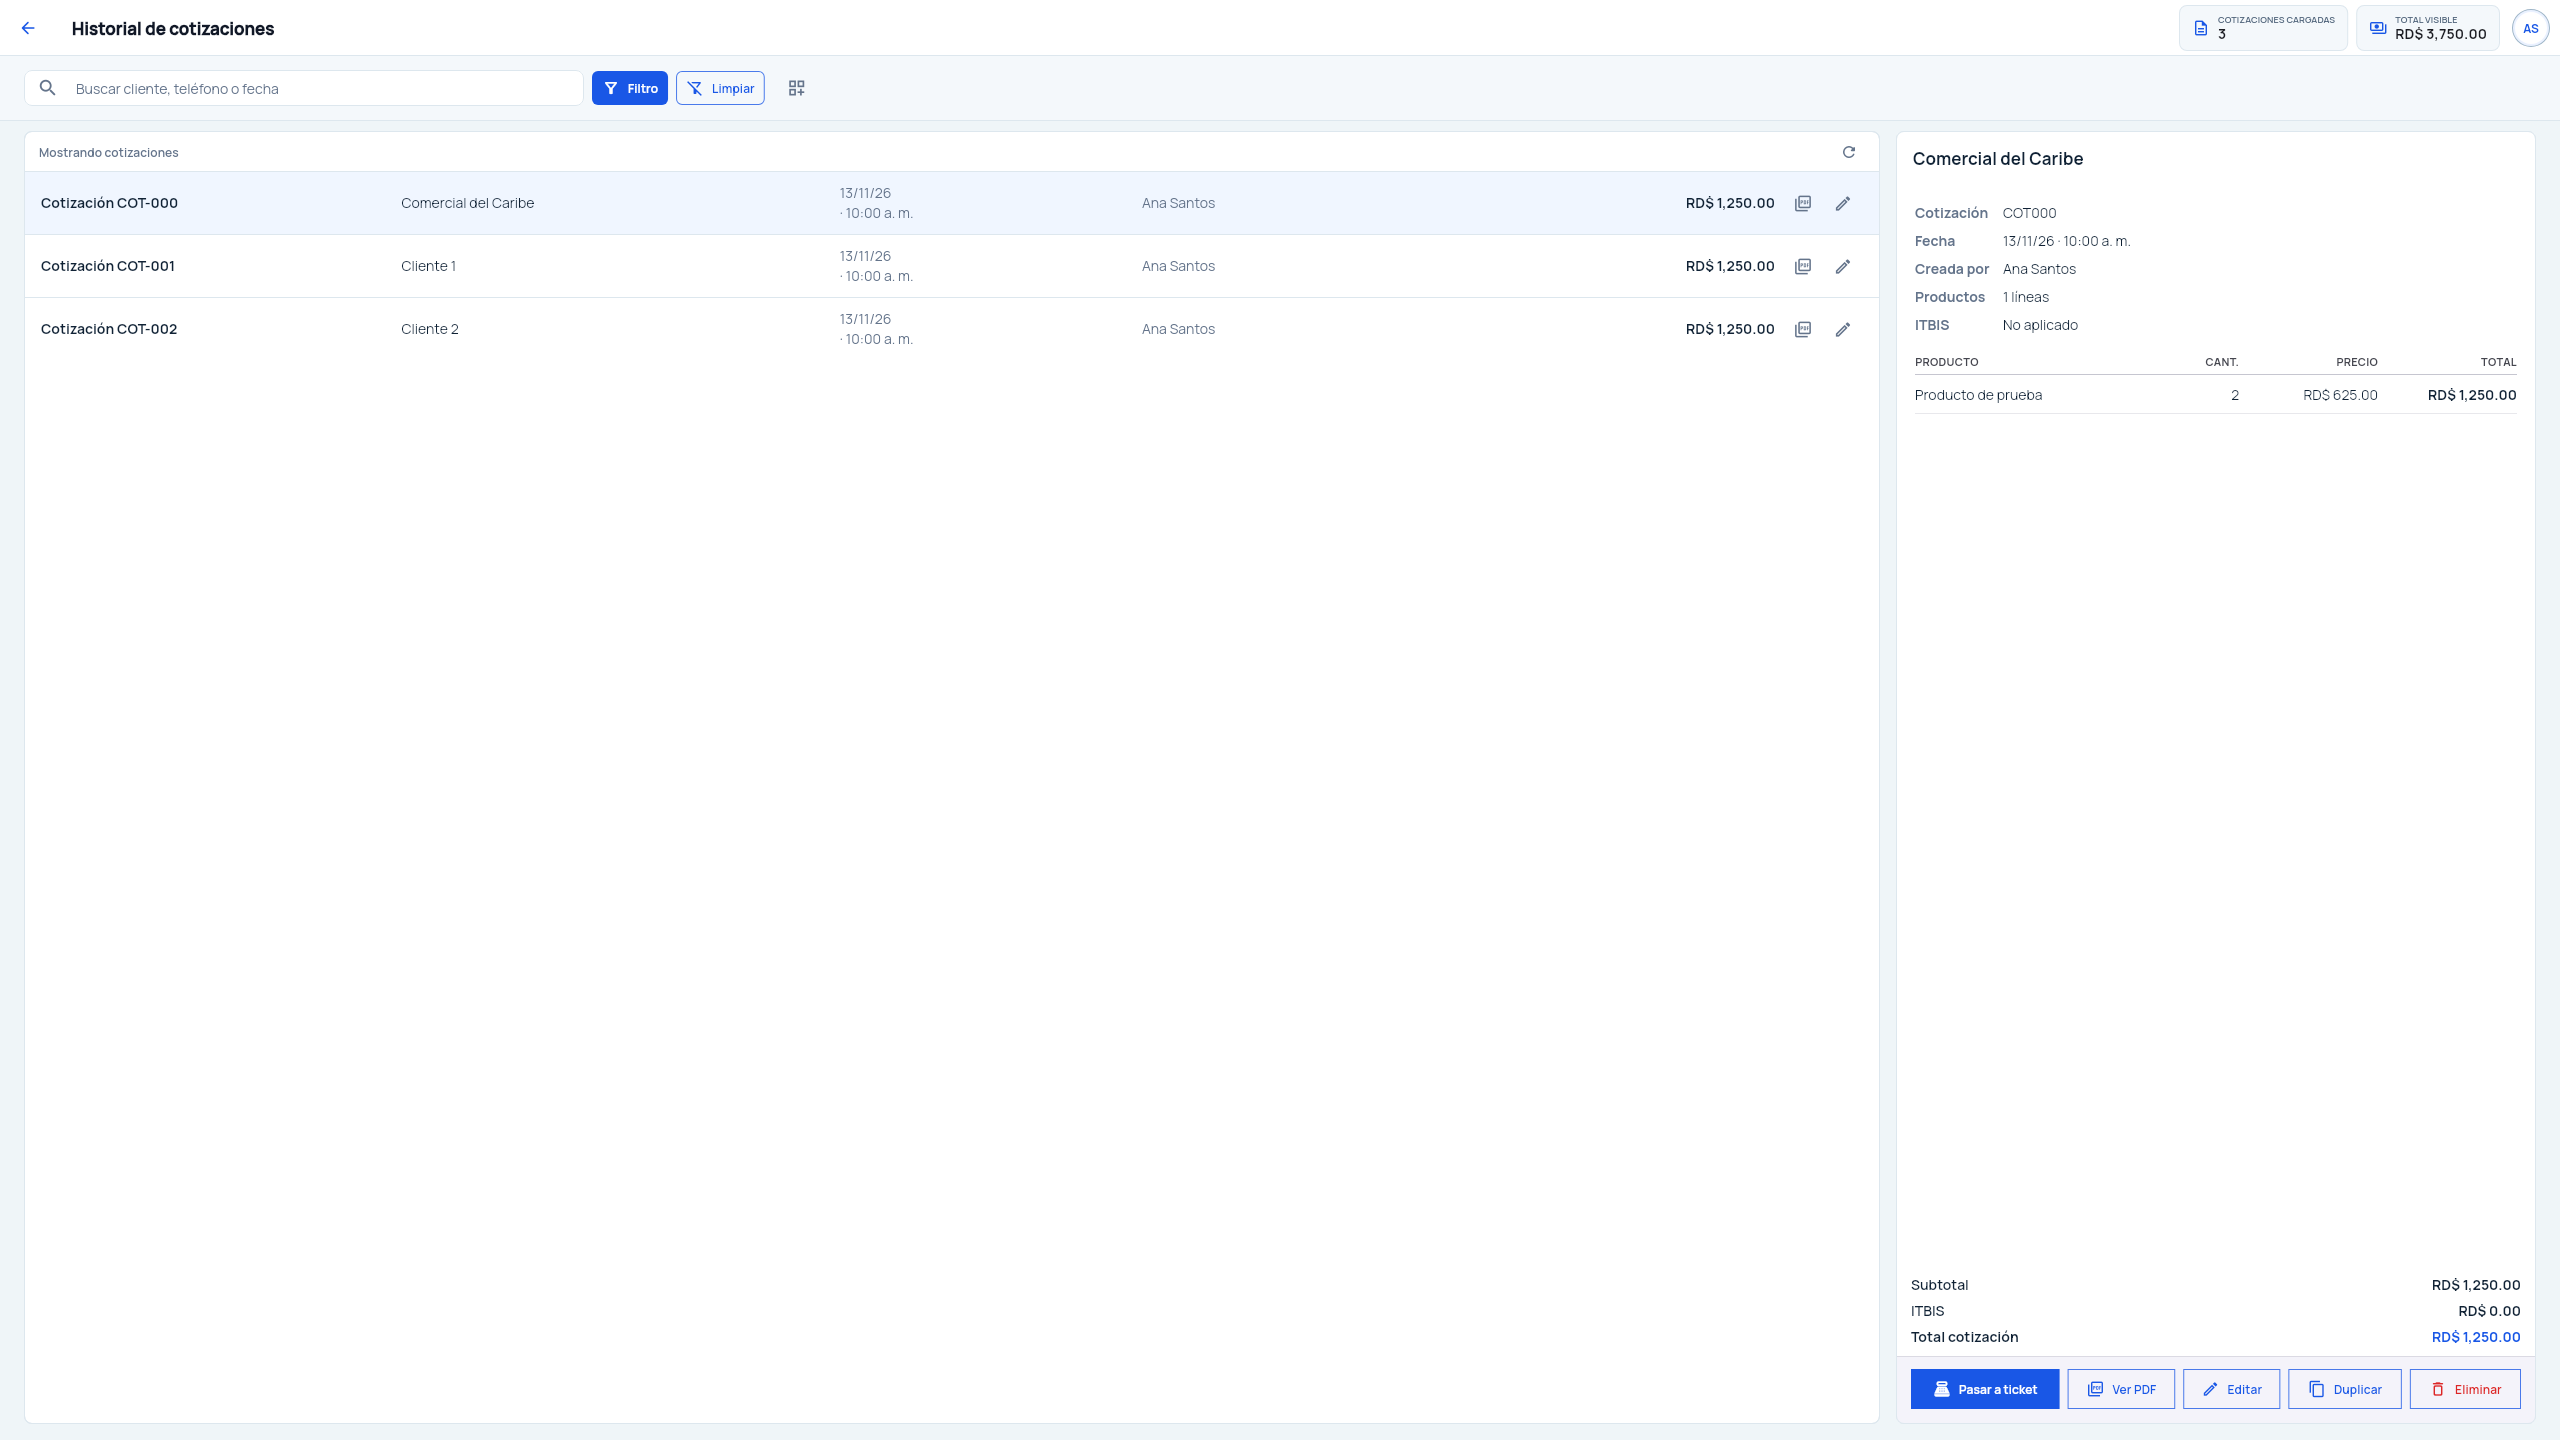 Historial de cotizaciones
COTIZACIONES CARGADAS
3
TOTAL VISIBLE
RD$ 3,750.00
AS
Buscar cliente, teléfono o fecha
Filtro
Limpiar
Mostrando cotizaciones
Cotización COT-000
Comercial del Caribe
13/11/26
· 10:00 a. m.
Ana Santos
RD$ 1,250.00
Cotización COT-001
Cliente 1
13/11/26
· 10:00 a. m.
Ana Santos
RD$ 1,250.00
Cotización COT-002
Cliente 2
13/11/26
· 10:00 a. m.
Ana Santos
RD$ 1,250.00
Comercial del Caribe
Cotización COT000
Fecha 13/11/26 · 10:00 a. m.
Creada por Ana Santos
Productos 1 líneas
ITBIS No aplicado
PRODUCTO CANT. PRECIO TOTAL
Producto de prueba 2 RD$ 625.00 RD$ 1,250.00
Subtotal RD$ 1,250.00
ITBIS RD$ 0.00
Total cotización RD$ 1,250.00
Pasar a ticket
Ver PDF
Editar
Duplicar
Eliminar